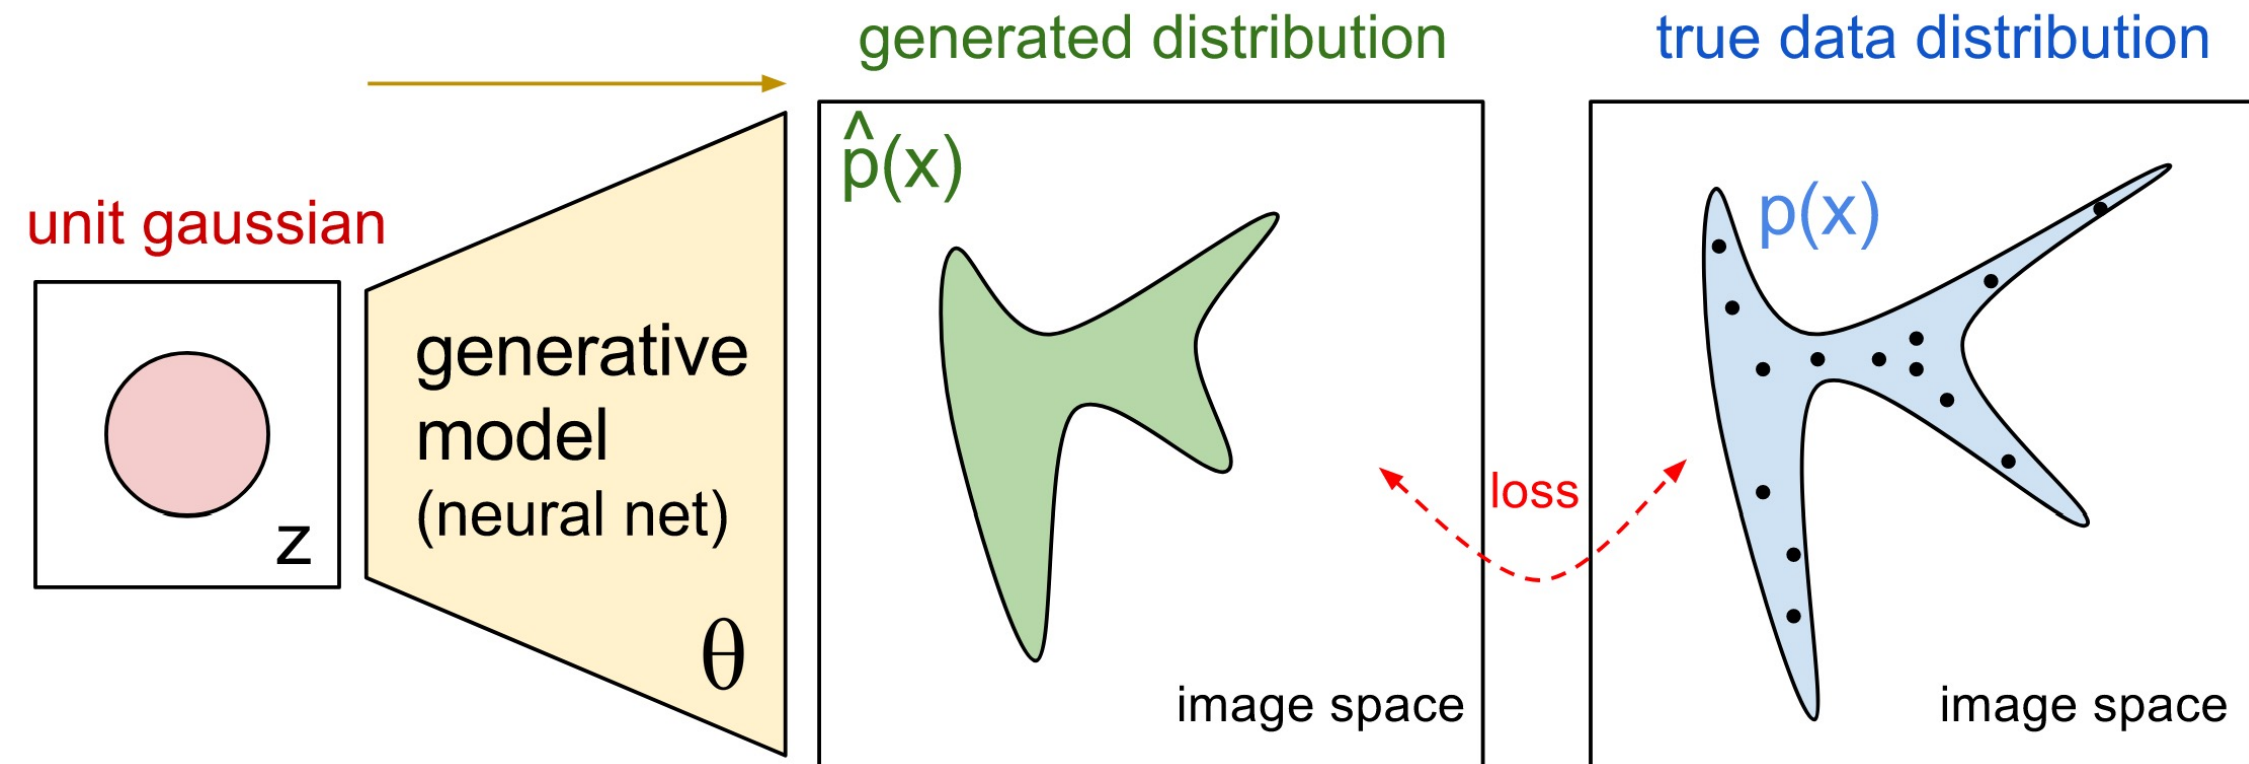 unit gaussian
z
generative
model
(neural net)
θ
generated distribution
p̂(x)
image space
loss
true data distribution
p(x)
image space